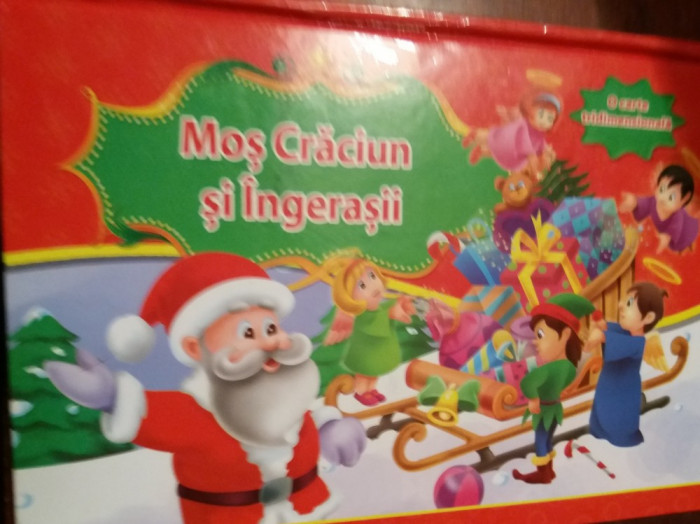 Moș Crăciun
și Îngerașii
O carte
tridimensională